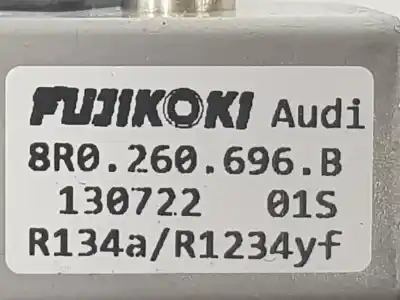 FUJIKOKI Audi
8R0.260.696.B
130722 01S
R134a/R1234yf